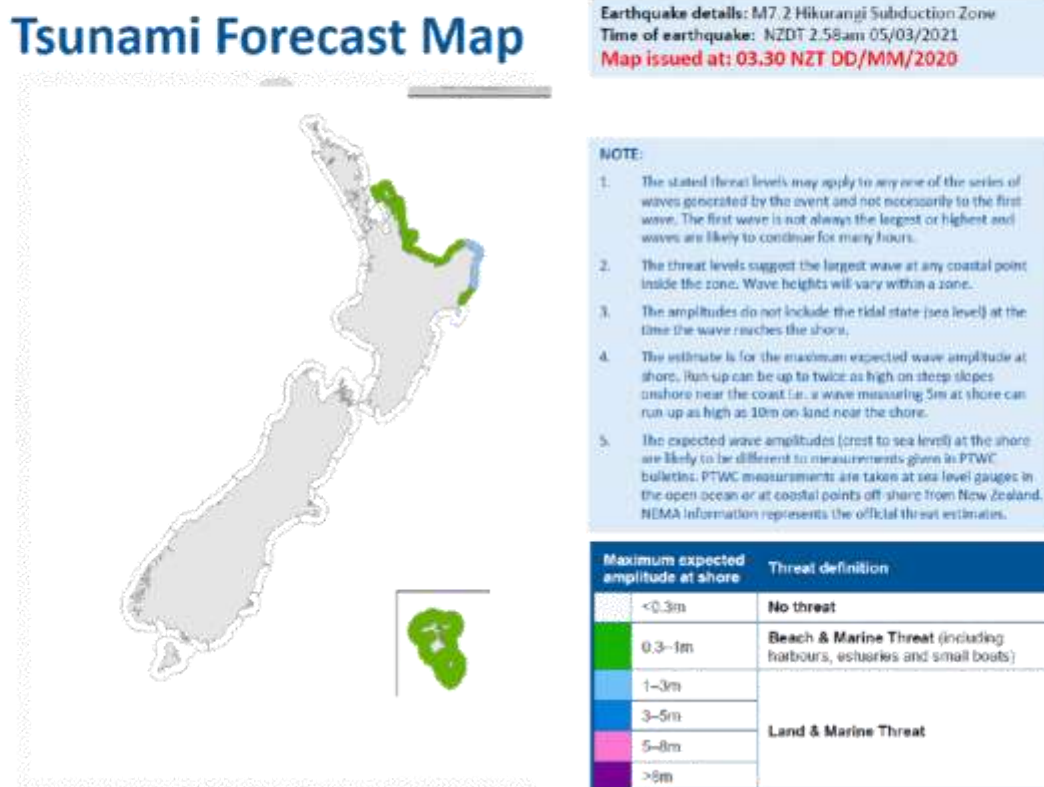 Tsunami Forecast Map
Earthquake details: M7.2 Hikurangi Subduction Zone
Time of earthquake: NZDT 2.58am 05/03/2021
Map issued at: 03.30 NZT DD/MM/2020
NOTE:
1. The stated threat levels may apply to any one of the series of
waves generated by the event and not necessarily to the first
wave. The first wave is not always the largest or highest and
waves are likely to continue for many hours.
2. The threat levels suggest the largest wave at any coastal point
inside the zone. Wave heights will vary within a zone.
3. The amplitudes do not include the tidal state (sea level) at the
time the wave reaches the shore.
4. The estimate is for the maximum expected wave amplitude at
shore. Run-up can be up to twice as high on steep slopes
onshore near the coast i.e. a wave measuring 5m at shore can
run-up as high as 10m on land near the shore.
5. The expected wave amplitudes (crest to sea level) at the shore
are likely to be different to measurements given in PTWC
bulletins. PTWC measurements are taken at sea level gauges in
the open ocean or at coastal points off-shore from New Zealand.
NEMA information represents the official threat estimates.
Maximum expected
amplitude at shore
Threat definition
<0.3m
No threat
0.3–1m
Beach & Marine Threat (including
harbours, estuaries and small boats)
1–3m
3–5m
5–8m
>8m
Land & Marine Threat